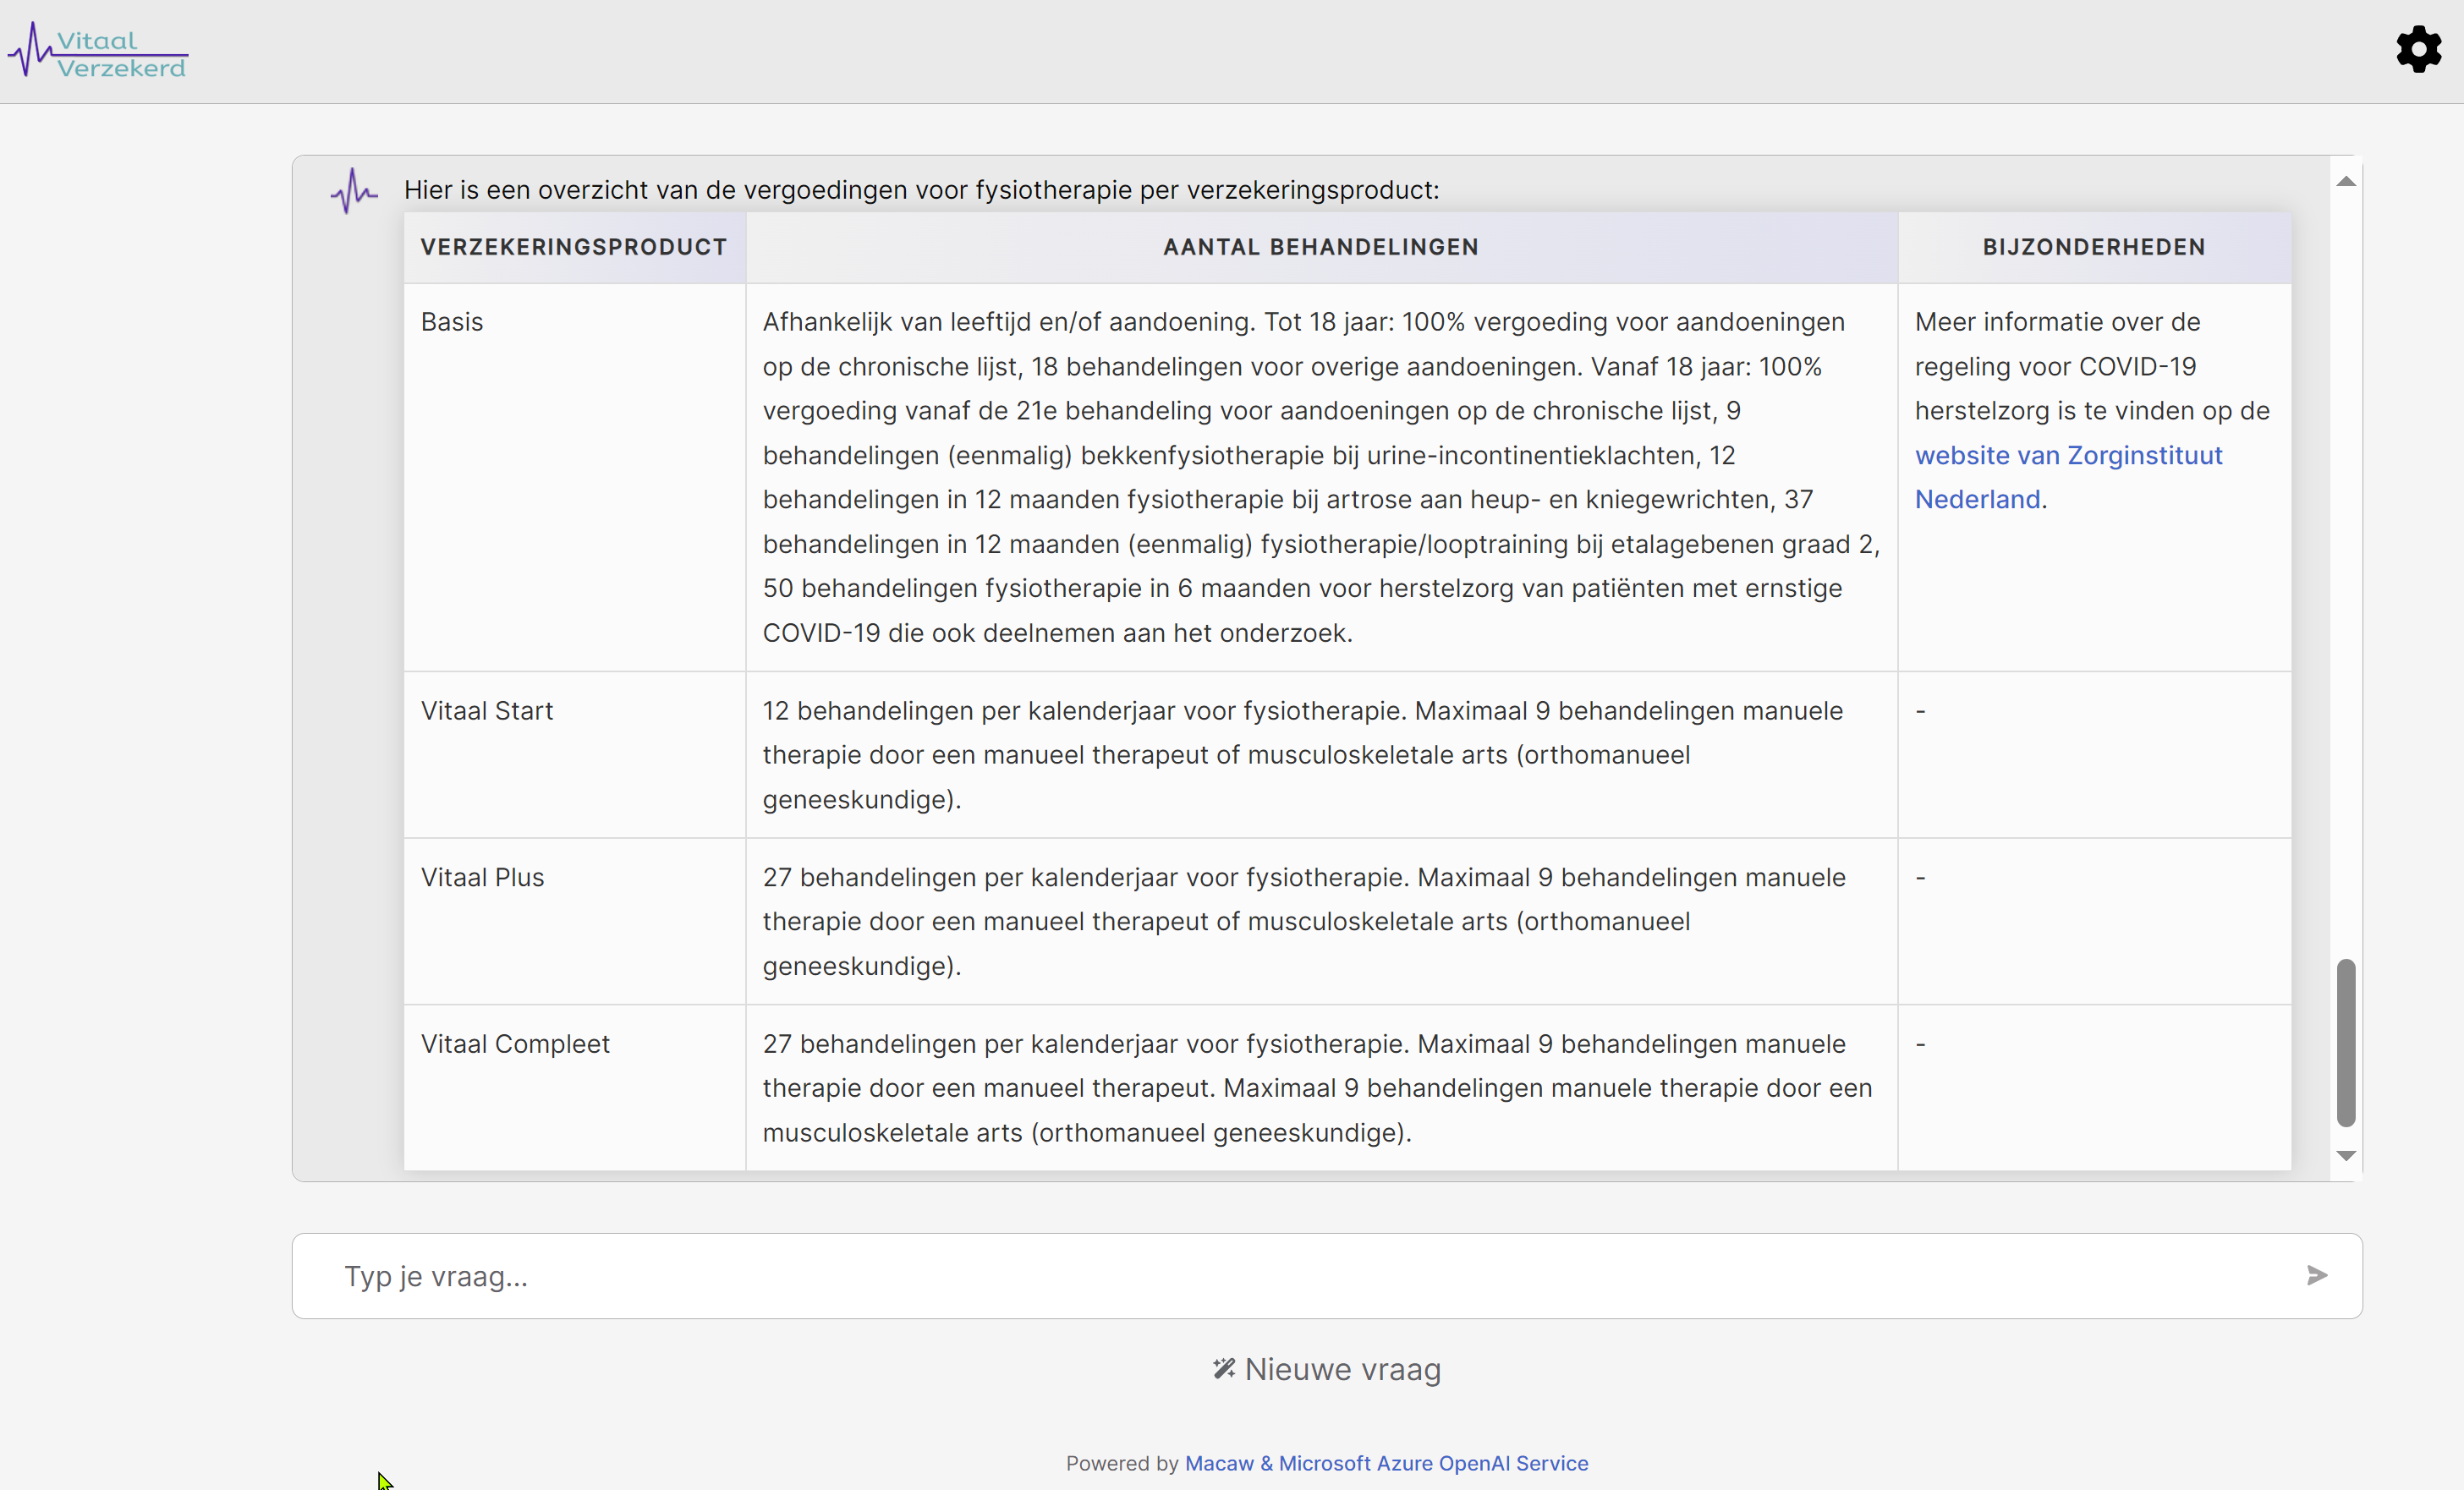 Vitaal
Verzekerd
Hier is een overzicht van de vergoedingen voor fysiotherapie per verzekeringsproduct:
VERZEKERINGSPRODUCT
AANTAL BEHANDELINGEN
BIJZONDERHEDEN
Basis
Afhankelijk van leeftijd en/of aandoening. Tot 18 jaar: 100% vergoeding voor aandoeningen
op de chronische lijst, 18 behandelingen voor overige aandoeningen. Vanaf 18 jaar: 100%
vergoeding vanaf de 21e behandeling voor aandoeningen op de chronische lijst, 9
behandelingen (eenmalig) bekkenfysiotherapie bij urine-incontinentieklachten, 12
behandelingen in 12 maanden fysiotherapie bij artrose aan heup- en kniegewrichten, 37
behandelingen in 12 maanden (eenmalig) fysiotherapie/looptraining bij etalagebenen graad 2,
50 behandelingen fysiotherapie in 6 maanden voor herstelzorg van patiënten met ernstige
COVID-19 die ook deelnemen aan het onderzoek.
Meer informatie over de
regeling voor COVID-19
herstelzorg is te vinden op de
website van Zorginstituut
Nederland.
Vitaal Start
12 behandelingen per kalenderjaar voor fysiotherapie. Maximaal 9 behandelingen manuele
therapie door een manueel therapeut of musculoskeletale arts (orthomanueel
geneeskundige).
-
Vitaal Plus
27 behandelingen per kalenderjaar voor fysiotherapie. Maximaal 9 behandelingen manuele
therapie door een manueel therapeut of musculoskeletale arts (orthomanueel
geneeskundige).
-
Vitaal Compleet
27 behandelingen per kalenderjaar voor fysiotherapie. Maximaal 9 behandelingen manuele
therapie door een manueel therapeut. Maximaal 9 behandelingen manuele therapie door een
musculoskeletale arts (orthomanueel geneeskundige).
-
Typ je vraag...
Nieuwe vraag
Powered by Macaw & Microsoft Azure OpenAI Service